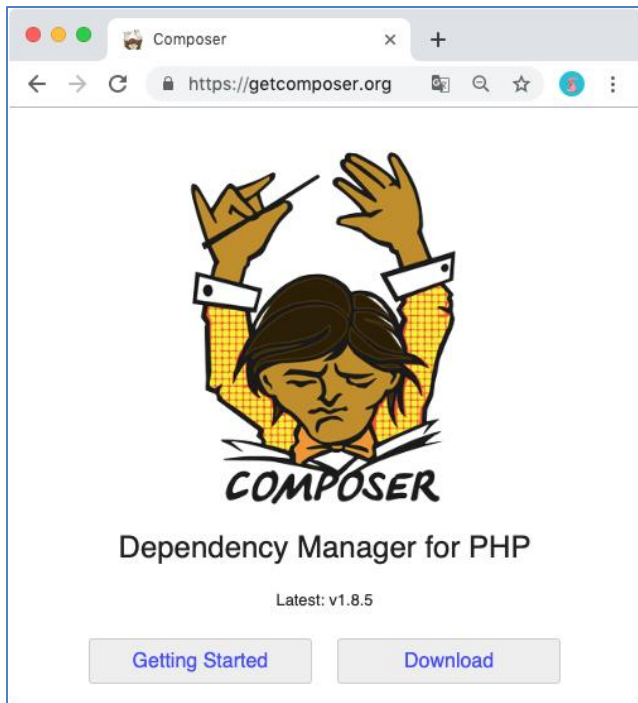 Composer
https://getcomposer.org
COMPOSER
Dependency Manager for PHP
Latest: v1.8.5
Getting Started
Download